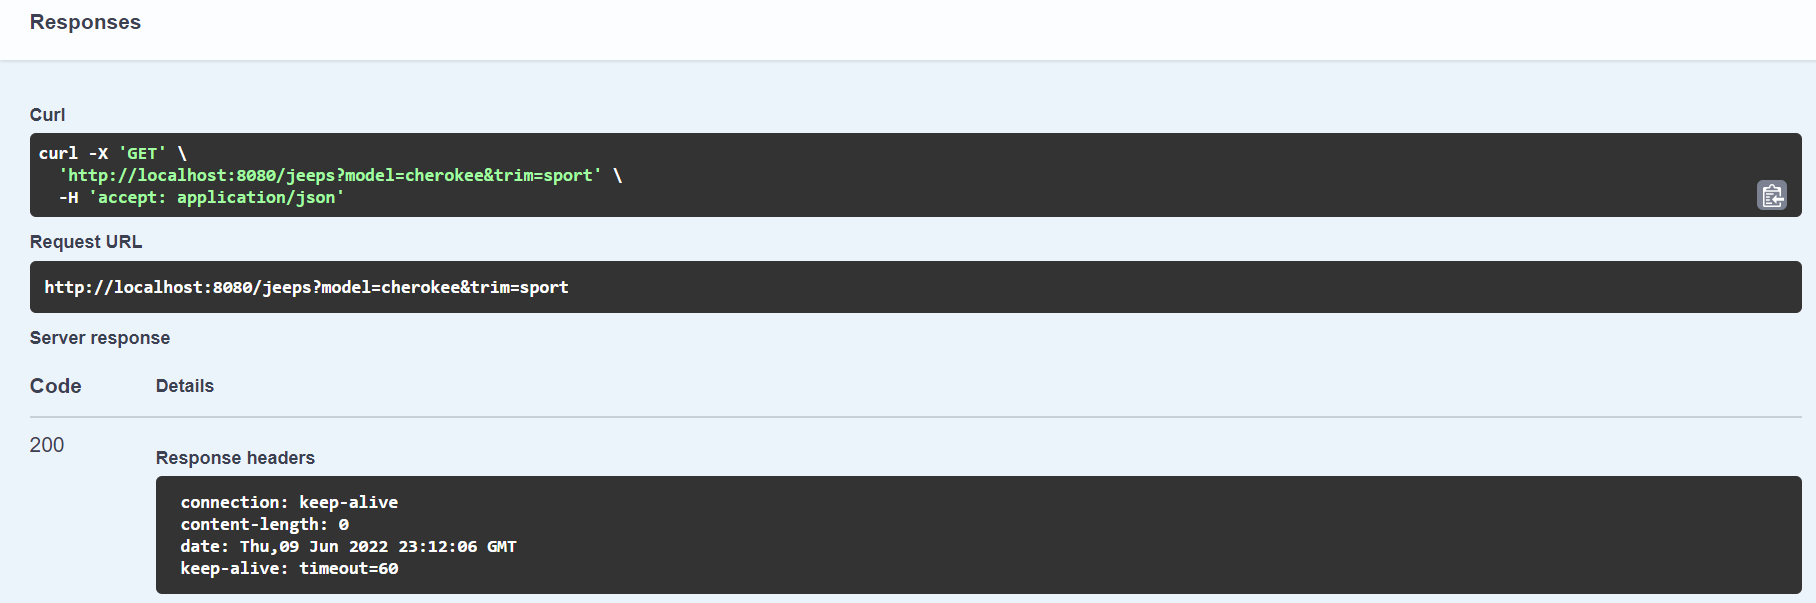 Responses
Curl
curl -X 'GET' \
  'http://localhost:8080/jeeps?model=cherokee&trim=sport' \
  -H 'accept: application/json'
Request URL
http://localhost:8080/jeeps?model=cherokee&trim=sport
Server response
Code Details
200
Response headers
connection: keep-alive
content-length: 0
date: Thu,09 Jun 2022 23:12:06 GMT
keep-alive: timeout=60